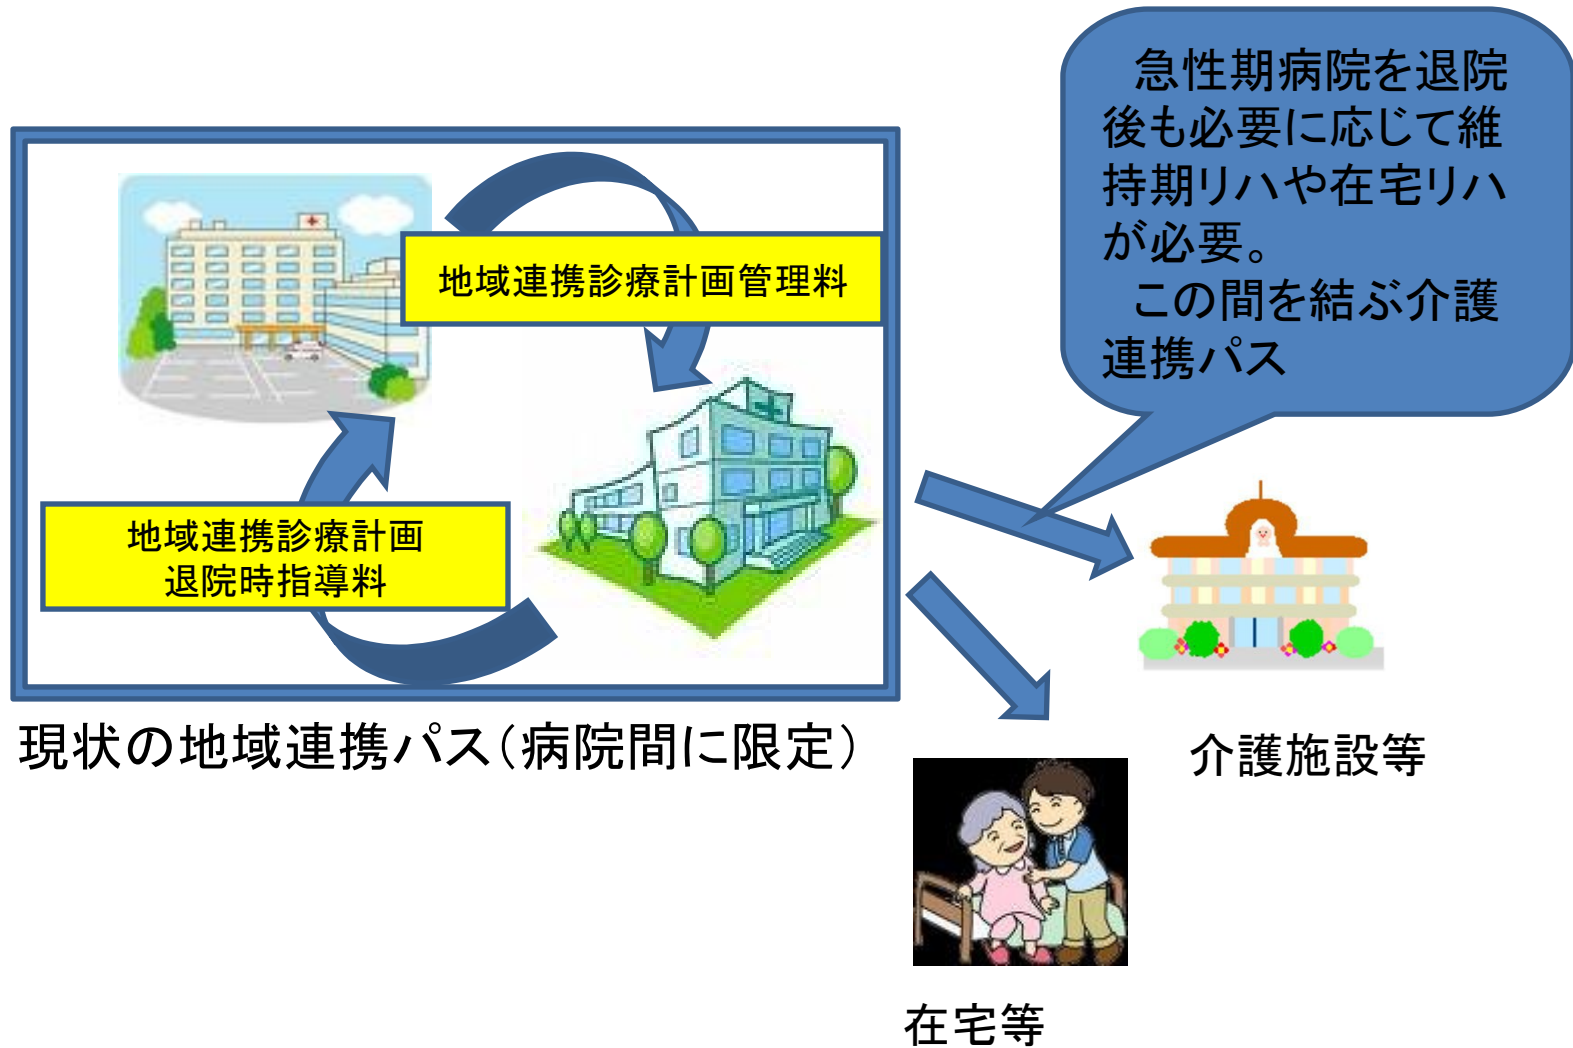 急性期病院を退院
後も必要に応じて維
持期リハや在宅リハ
が必要。
この間を結ぶ介護
連携パス
地域連携診療計画管理料
地域連携診療計画
退院時指導料
現状の地域連携パス(病院間に限定)
介護施設等
在宅等